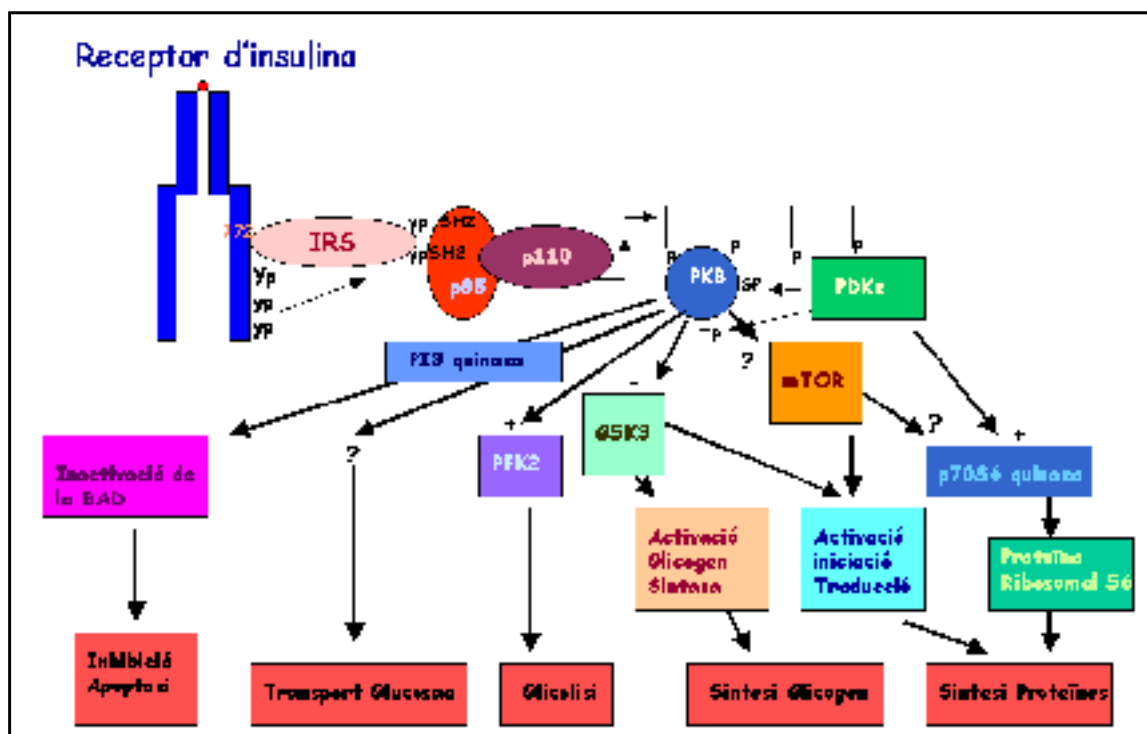 Receptor d'insulina
972
IRS
Yp
yp
yp
yp SH2
yp SH2
p85
p110
P
P
P
P
SP
-P
PKB
PDKs
PI3 quinasa
?
mTOR
-
GSK3
?
+
+
?
PFK2
p70S6 quinasa
Inactivació de
la BAD
Activació
Glicogen
Sintasa
Activació
iniciació
Traducció
Proteïna
Ribosomal S6
Inhibició
Apoptosi
Transport Glucosa
Glicolisi
Síntesi Glicogen
Síntesi Proteïnes